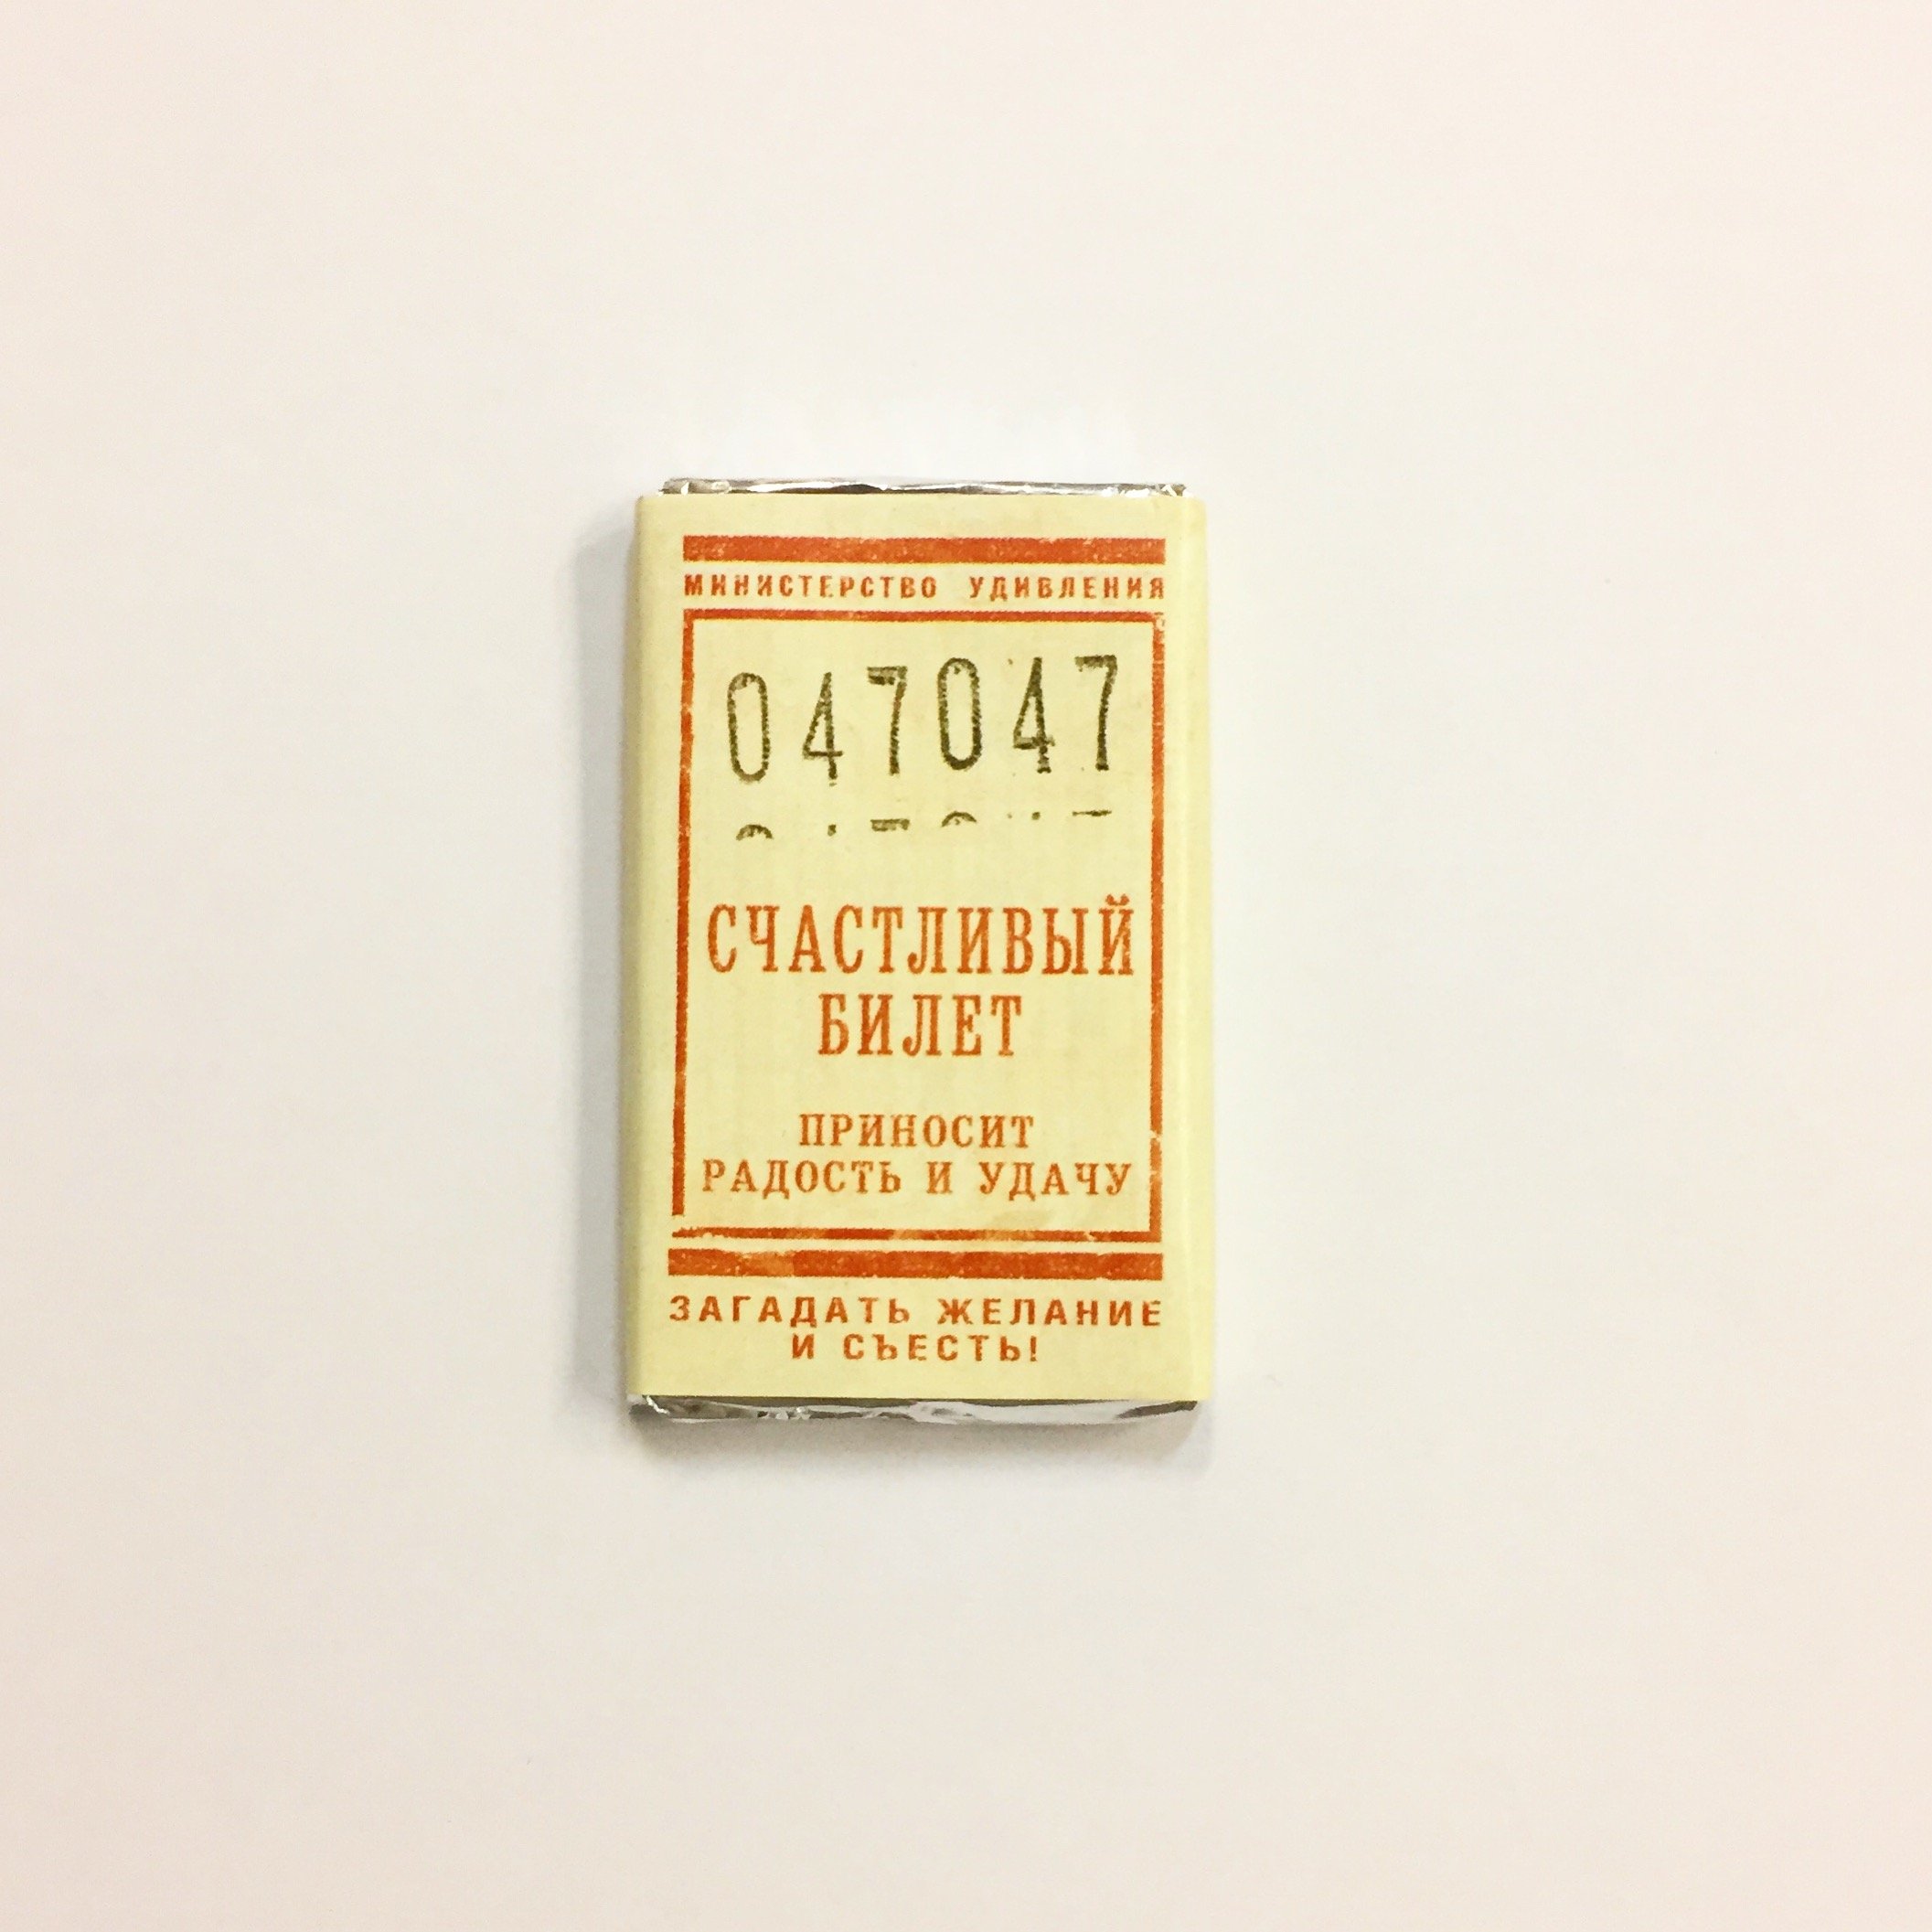 МИНИСТЕРСТВО УДИВЛЕНИЯ
047047
СЧАСТЛИВЫЙ
БИЛЕТ
ПРИНОСИТ
РАДОСТЬ И УДАЧУ
ЗАГАДАТЬ ЖЕЛАНИЕ
И СЪЕСТЬ!